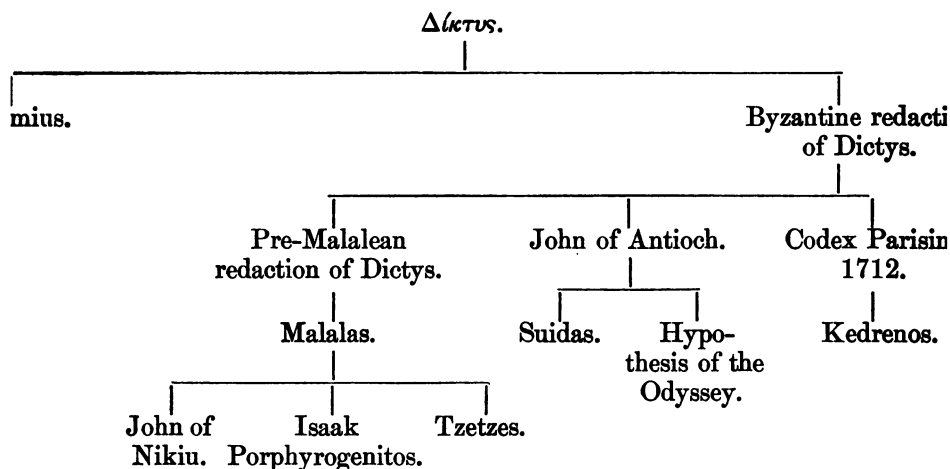 Δίκτυς.
mius.
Byzantine redacti
of Dictys.
Pre-Malalean
redaction of Dictys.
John of Antioch.
Codex Parisin
1712.
Malalas.
Suidas.
Hypo-
thesis of the
Odyssey.
Kedrenos.
John of
Nikiu.
Isaak
Porphyrogenitos.
Tzetzes.